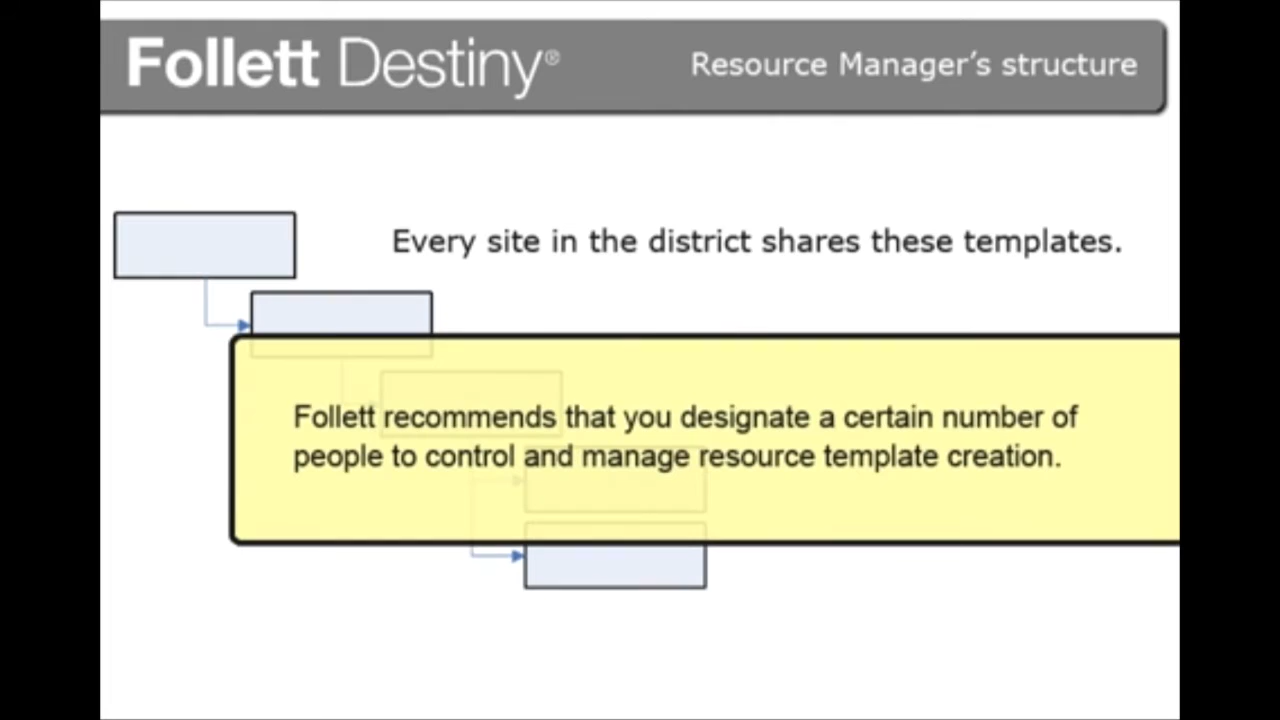 Follett Destiny® Resource Manager’s structure
Every site in the district shares these templates.
Follett recommends that you designate a certain number of
people to control and manage resource template creation.